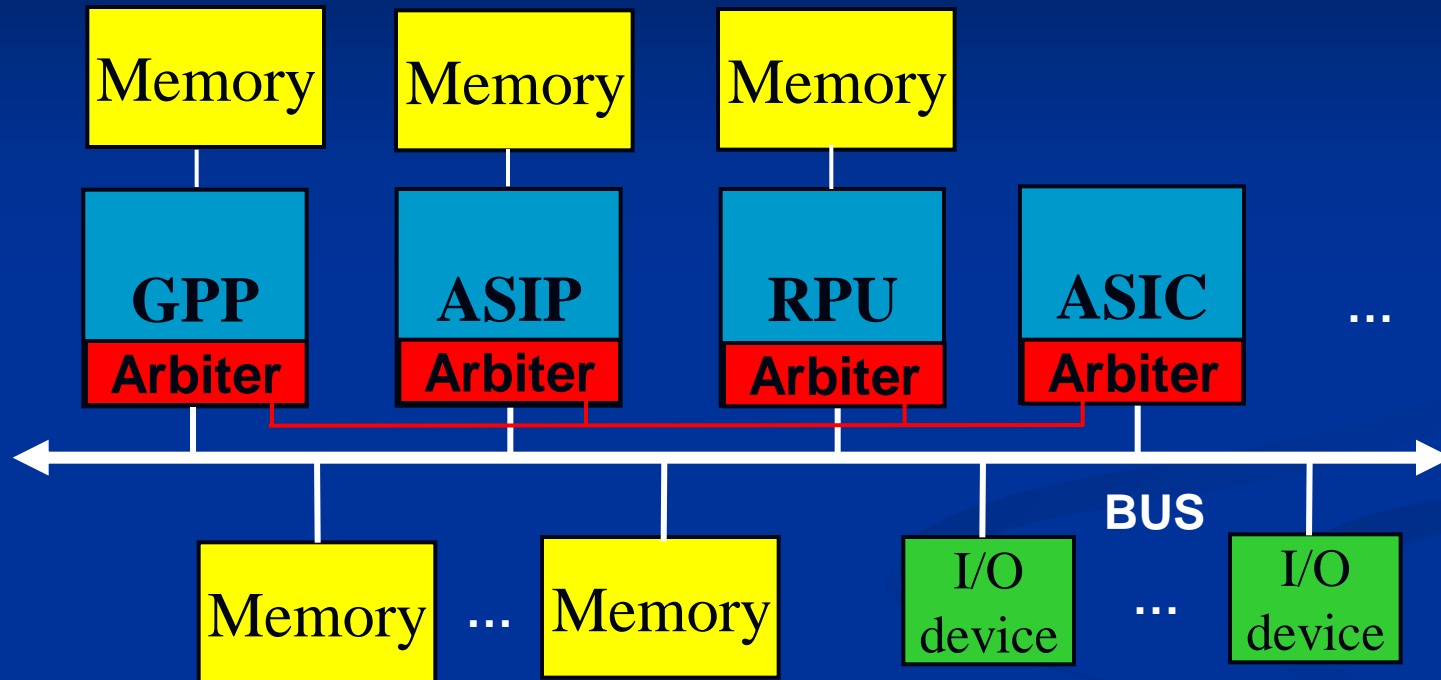 Memory
Memory
Memory
GPP
ASIP
RPU
ASIC
...
Arbiter
Arbiter
Arbiter
Arbiter
BUS
Memory
...
Memory
I/O
device
...
I/O
device